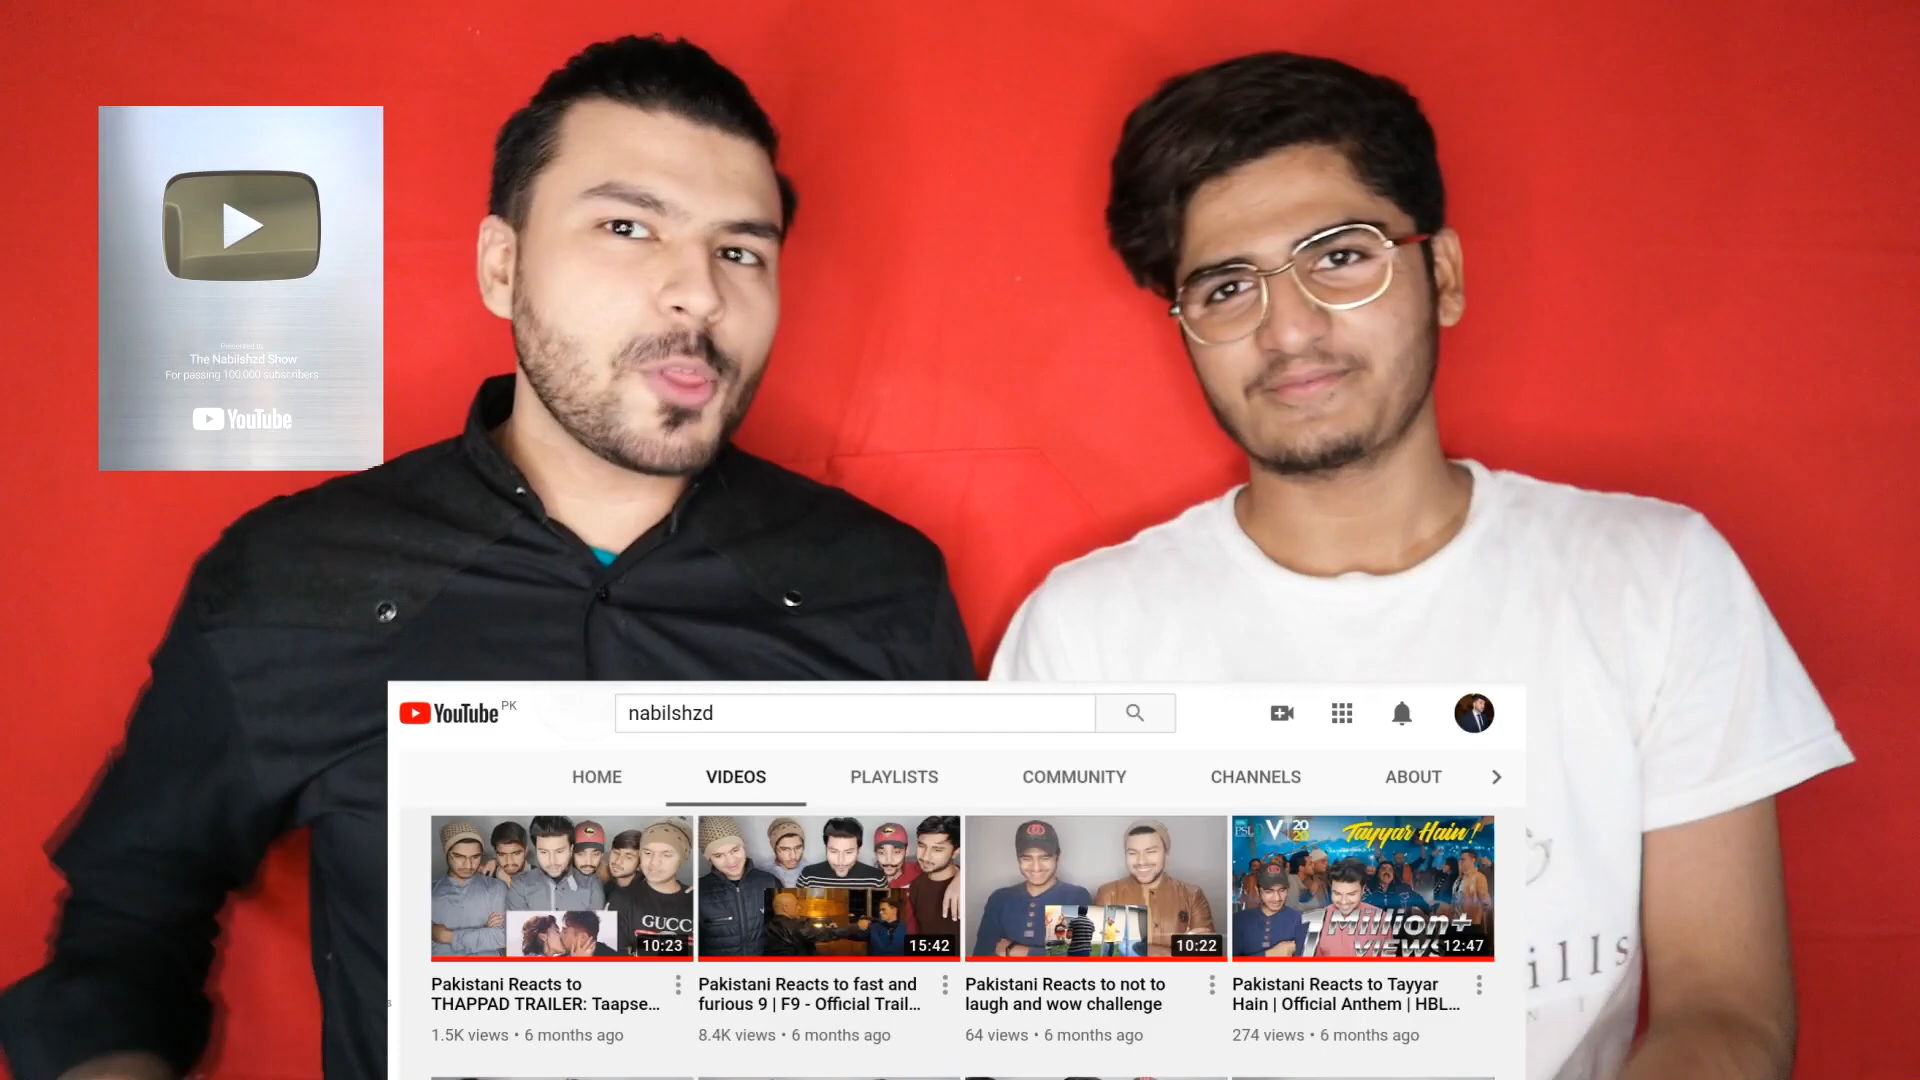 Presented to
The Nabilshzd Show
For passing 100,000 subscribers
YouTube
YouTube PK
nabilshzd
HOME VIDEOS PLAYLISTS COMMUNITY CHANNELS ABOUT
GUCC
10:23
15:42
10:22
PSL V 2020
Tayyar Hain!
1 Million+
VIEWS
12:47
Pakistani Reacts to
THAPPAD TRAILER: Taapse...
1.5K views • 6 months ago
Pakistani Reacts to fast and
furious 9 | F9 - Official Trail...
8.4K views • 6 months ago
Pakistani Reacts to not to
laugh and wow challenge
64 views • 6 months ago
Pakistani Reacts to Tayyar
Hain | Official Anthem | HBL...
274 views • 6 months ago
ills